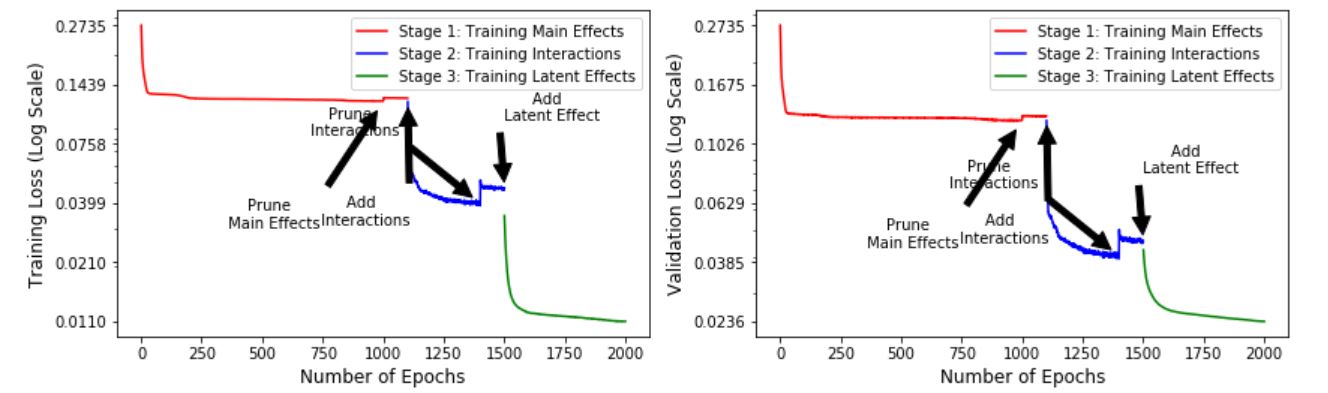 0.2735
0.1439
0.0758
0.0399
0.0210
0.0110
Training Loss (Log Scale)
Stage 1: Training Main Effects
Stage 2: Training Interactions
Stage 3: Training Latent Effects
Add
Latent Effect
Prune
Interactions
Prune
Main Effects
Add
Interactions
0 250 500 750 1000 1250 1500 1750 2000
Number of Epochs
0.2735
0.1675
0.1026
0.0629
0.0385
0.0236
Validation Loss (Log Scale)
Stage 1: Training Main Effects
Stage 2: Training Interactions
Stage 3: Training Latent Effects
Add
Latent Effect
Prune
Interactions
Prune
Main Effects
Add
Interactions
0 250 500 750 1000 1250 1500 1750 2000
Number of Epochs